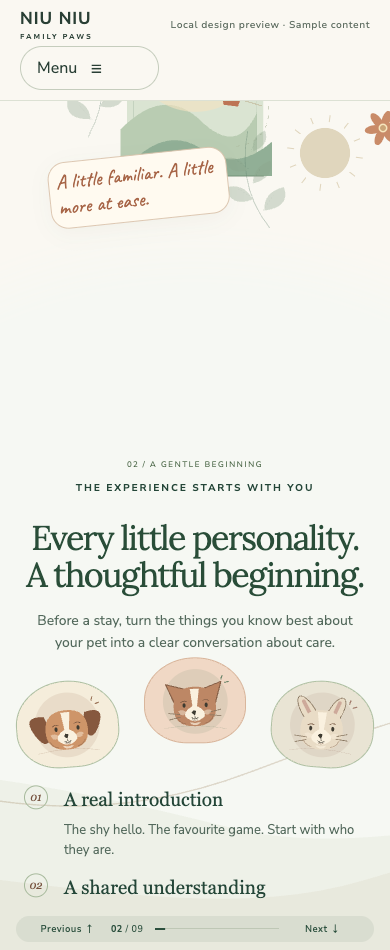 NIU NIU
FAMILY PAWS
Local design preview · Sample content
Menu ≡
A little familiar. A little
more at ease.
02 / A GENTLE BEGINNING
THE EXPERIENCE STARTS WITH YOU
Every little personality.
A thoughtful beginning.
Before a stay, turn the things you know best about
your pet into a clear conversation about care.
01 A real introduction
The shy hello. The favourite game. Start with who
they are.
02 A shared understanding
Previous ↑ 02 / 09 Next ↓